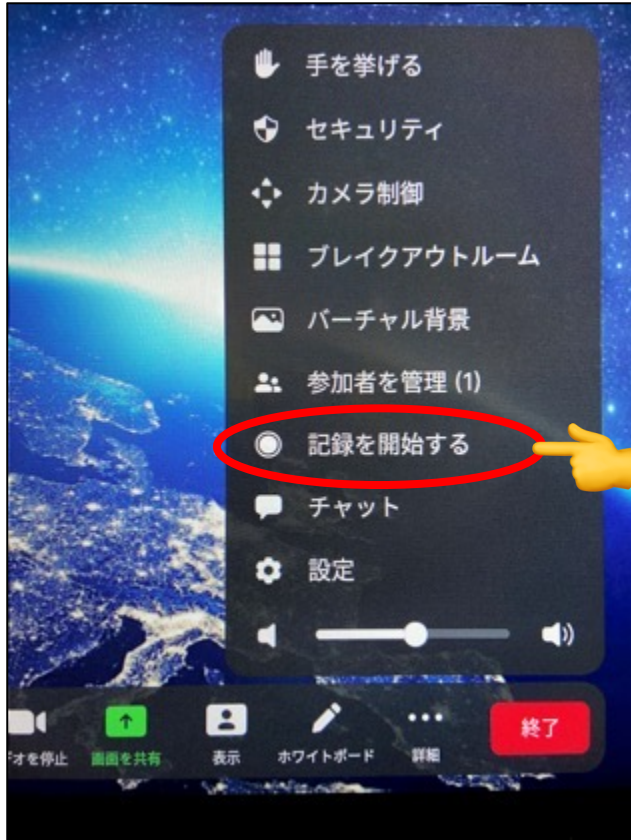 手を挙げる
セキュリティ
カメラ制御
ブレイクアウトルーム
バーチャル背景
参加者を管理 (1)
記録を開始する
チャット
設定
オを停止
画面を共有
表示
ホワイトボード
詳細
終了